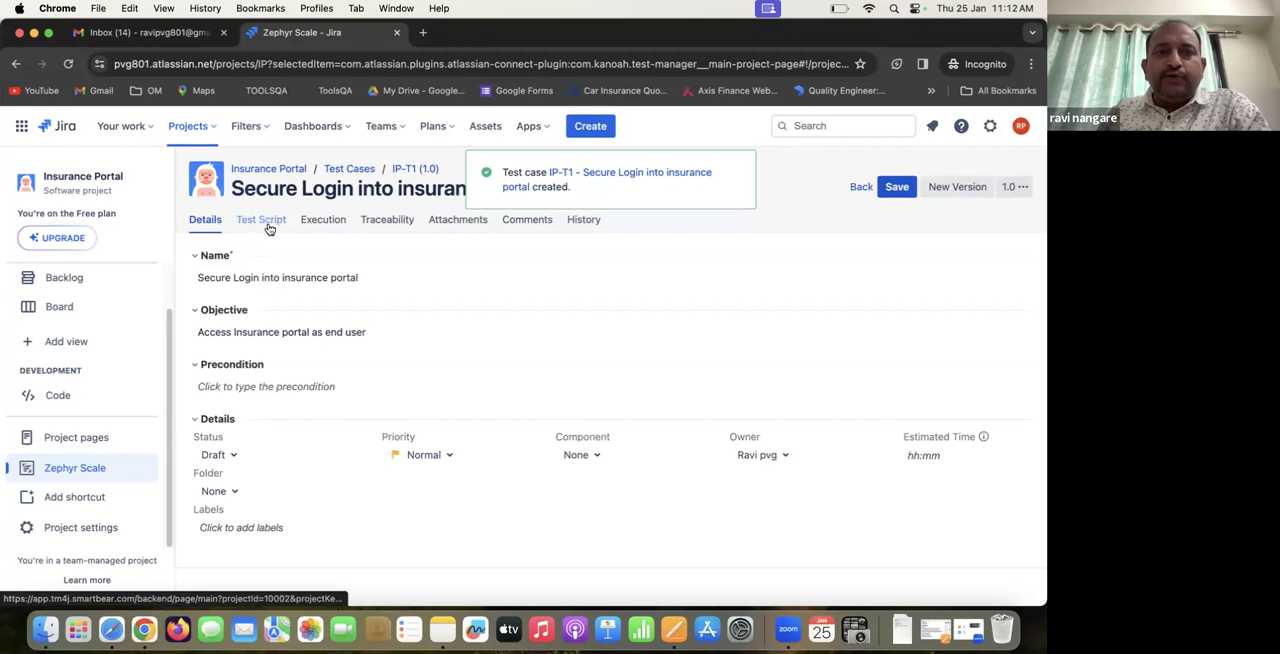 Chrome File Edit View History Bookmarks Profiles Tab Window Help Thu 25 Jan 11:12 AM
Inbox (14) - ravipvg801@gma Zephyr Scale - Jira
pvg801.atlassian.net/projects/IP?selectedItem=com.atlassian.plugins.atlassian-connect-plugin:com.kanoah.test-manager__main-project-page#!/projec... Incognito
YouTube Gmail OM Maps TOOLSQA ToolsQA My Drive - Google... Google Forms Car Insurance Quo... Axis Finance Web... Quality Engineer:... » All Bookmarks
ravi nangare
Jira Your work Projects Filters Dashboards Teams Plans Assets Apps Create Search RP
Insurance Portal
Software project
You're on the Free plan
UPGRADE
Backlog
Board
Add view
DEVELOPMENT
Code
Project pages
Zephyr Scale
Add shortcut
Project settings
You're in a team-managed project
Learn more
Insurance Portal / Test Cases / IP-T1 (1.0)
Secure Login into insuran
Test case IP-T1 - Secure Login into insurance
portal created.
Back Save New Version 1.0 ···
Details Test Script Execution Traceability Attachments Comments History
Name*
Secure Login into insurance portal
Objective
Access Insurance portal as end user
Precondition
Click to type the precondition
Details
Status Priority Component Owner Estimated Time
Draft Normal None Ravi pvg hh:mm
Folder
None
Labels
Click to add labels
https://app.tm4j.smartbear.com/backend/page/main?projectId=10002&projectKe...
tv zoom JAN 25